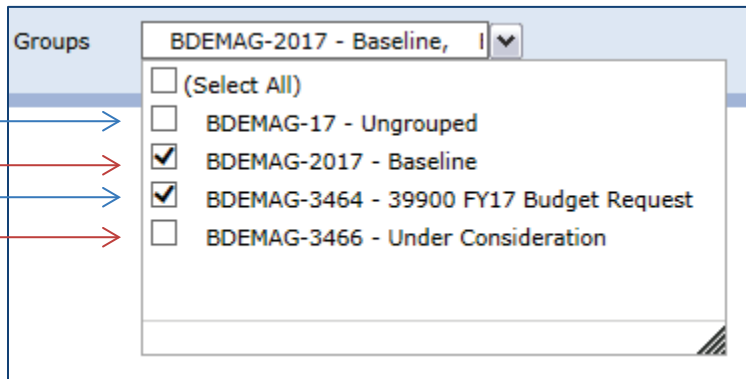 Groups BDEMAG-2017 - Baseline,
(Select All)
BDEMAG-17 - Ungrouped
BDEMAG-2017 - Baseline
BDEMAG-3464 - 39900 FY17 Budget Request
BDEMAG-3466 - Under Consideration